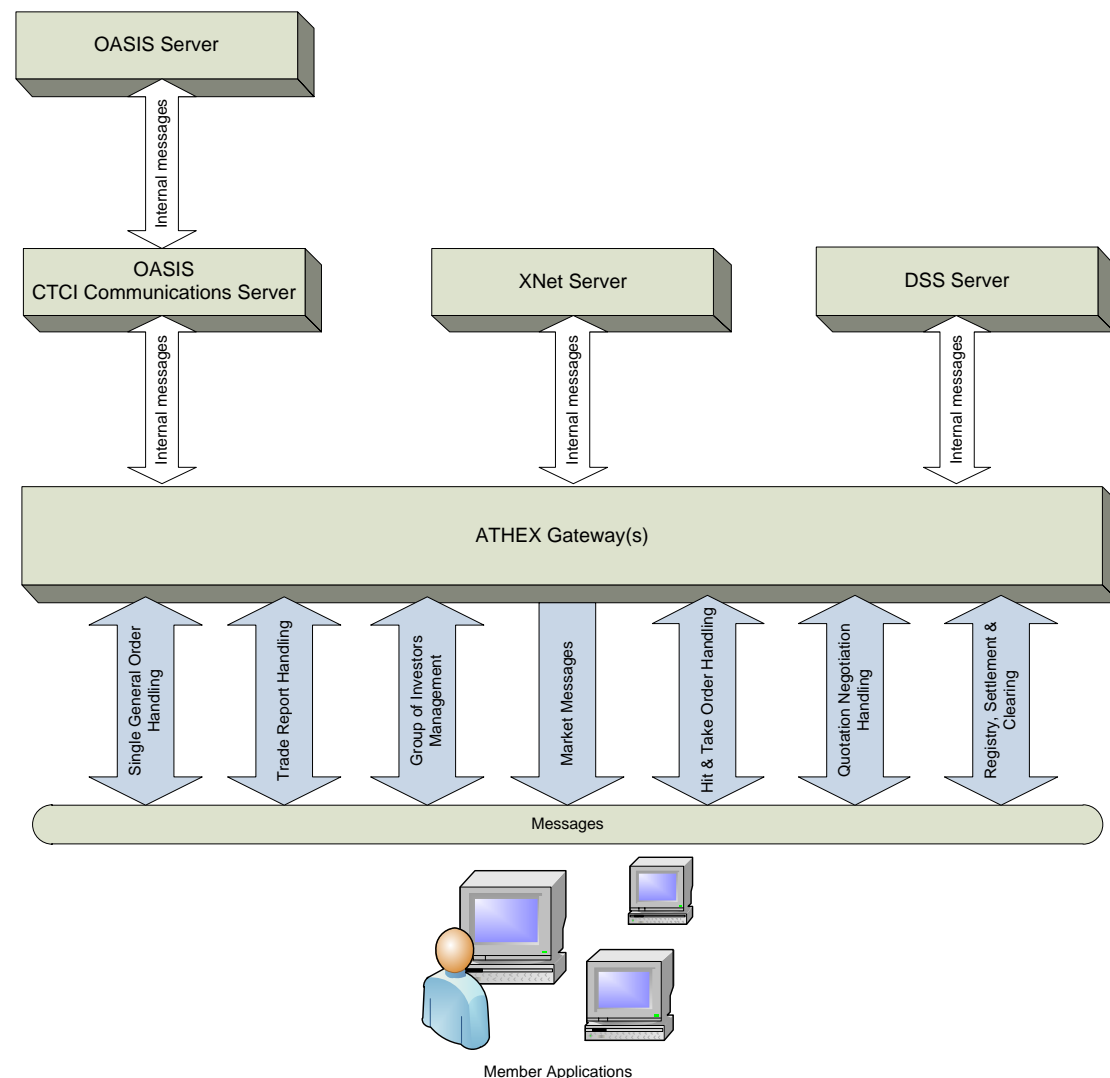 OASIS Server
Internal messages
OASIS
CTCI Communications Server
XNet Server
DSS Server
Internal messages
Internal messages
Internal messages
ATHEX Gateway(s)
Single General Order
Handling
Trade Report Handling
Group of Investors
Management
Market Messages
Hit & Take Order Handling
Quotation Negotiation
Handling
Registry, Settlement &
Clearing
Messages
Member Applications